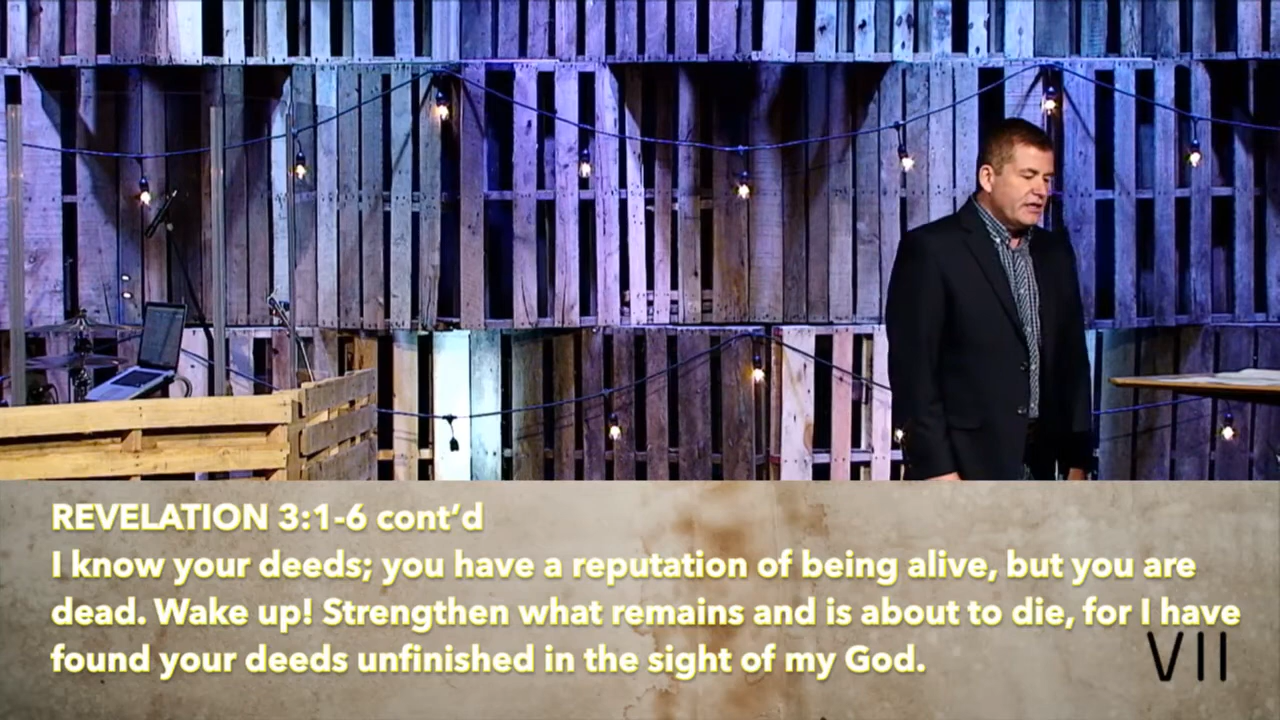 REVELATION 3:1-6 cont’d
I know your deeds; you have a reputation of being alive, but you are
dead. Wake up! Strengthen what remains and is about to die, for I have
found your deeds unfinished in the sight of my God.
VII